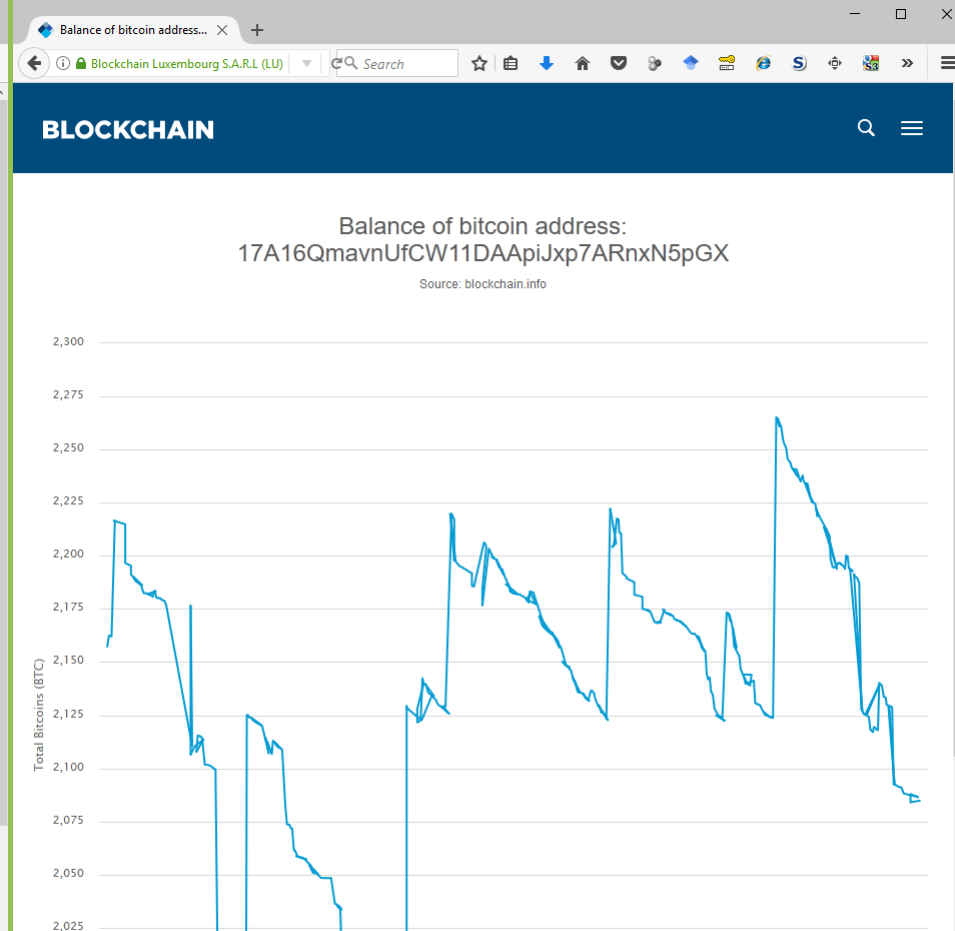 Balance of bitcoin address...
Blockchain Luxembourg S.A.R.L (LU)
Search
BLOCKCHAIN
Balance of bitcoin address:
17A16QmavnUfCW11DAApiJxp7ARnxN5pGX
Source: blockchain.info
Total Bitcoins (BTC)
2,300
2,275
2,250
2,225
2,200
2,175
2,150
2,125
2,100
2,075
2,050
2,025